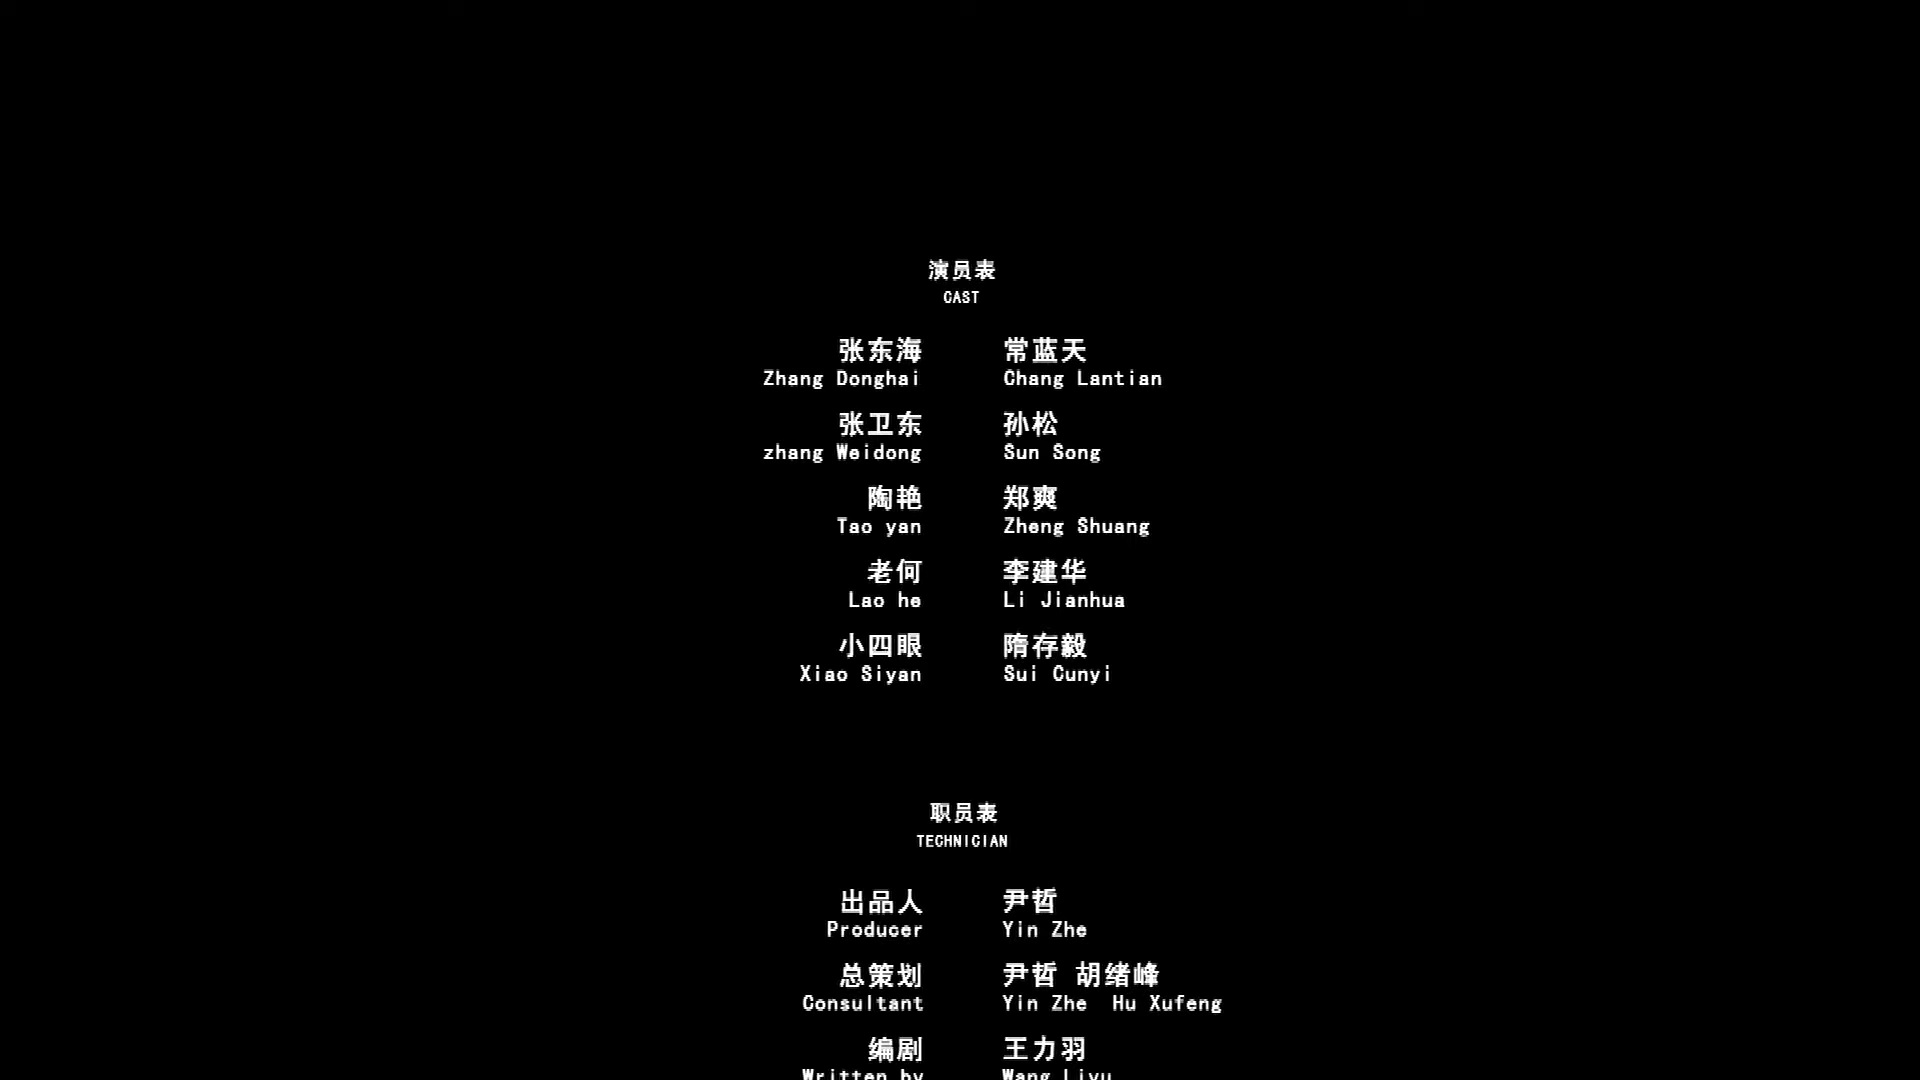 演员表
CAST
张东海 常蓝天
Zhang Donghai Chang Lantian
张卫东 孙松
zhang Weidong Sun Song
陶艳 郑爽
Tao yan Zheng Shuang
老何 李建华
Lao he Li Jianhua
小四眼 隋存毅
Xiao Siyan Sui Cunyi
职员表
TECHNICIAN
出品人 尹哲
Producer Yin Zhe
总策划 尹哲 胡绪峰
Consultant Yin Zhe Hu Xufeng
编剧 王力羽
Written by Wang Liyu